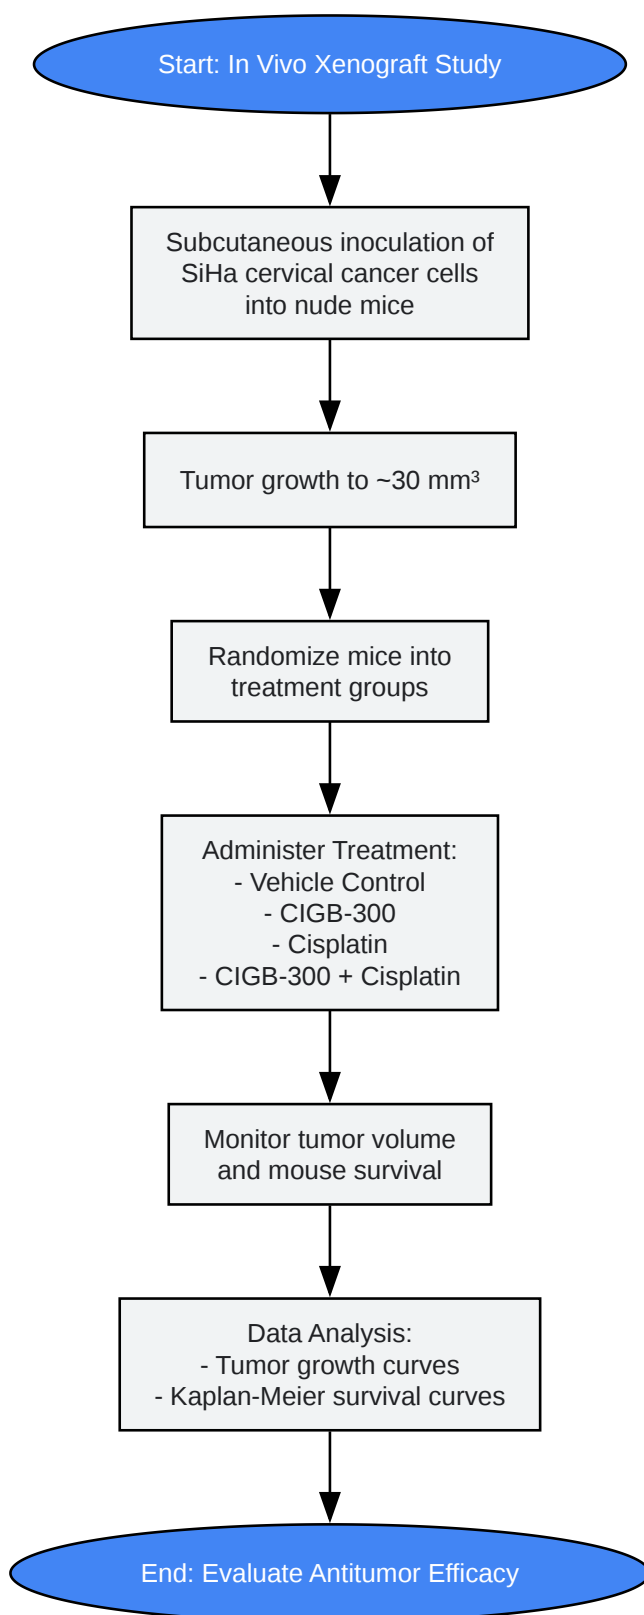 Start: In Vivo Xenograft Study
Subcutaneous inoculation of
SiHa cervical cancer cells
into nude mice
Tumor growth to ~30 mm³
Randomize mice into
treatment groups
Administer Treatment:
- Vehicle Control
- CIGB-300
- Cisplatin
- CIGB-300 + Cisplatin
Monitor tumor volume
and mouse survival
Data Analysis:
- Tumor growth curves
- Kaplan-Meier survival curves
End: Evaluate Antitumor Efficacy